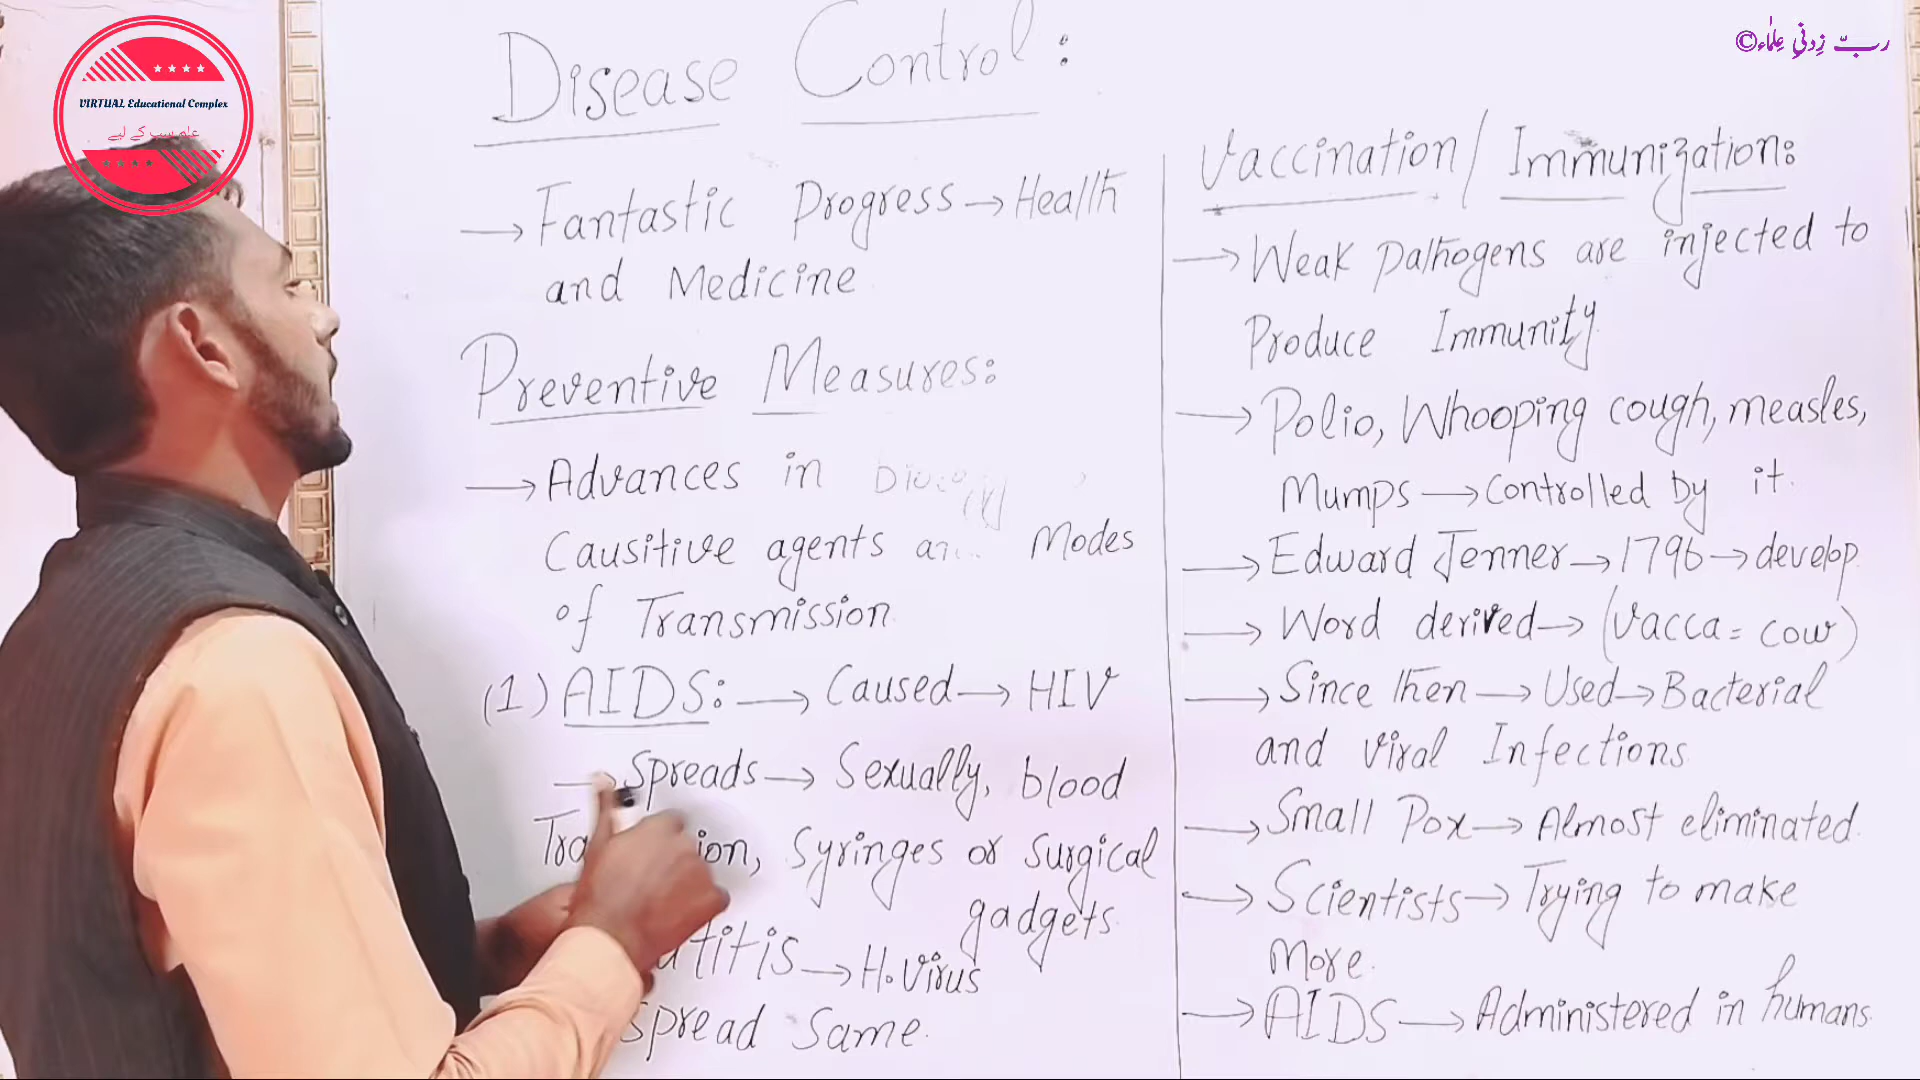 VIRTUAL Educational Complex
علم سب کے لیے
ربّ زِدنیِ عِلمٰاء©
Disease Control:
→ Fantastic Progress → Health
and Medicine
Preventive Measures:
→ Advances in
Causitive agents Modes
of Transmission
(1) AIDS: → Caused → HIV
→ Spreads → Sexually, blood
Syringes or Surgical
gadgets.
→ H.Virus
Spread Same.
Vaccination / Immunization:
→ Weak Pathogens are injected to
Produce Immunity
→ Polio, Whooping cough, measles,
Mumps → Controlled by it.
→ Edward Jenner → 1796 → develop.
→ Word derived → (Vacca = cow)
→ Since then → Used → Bacterial
and Viral Infections
→ Small Pox → Almost eliminated.
→ Scientists → Trying to make
More.
→ AIDS → Administered in humans.